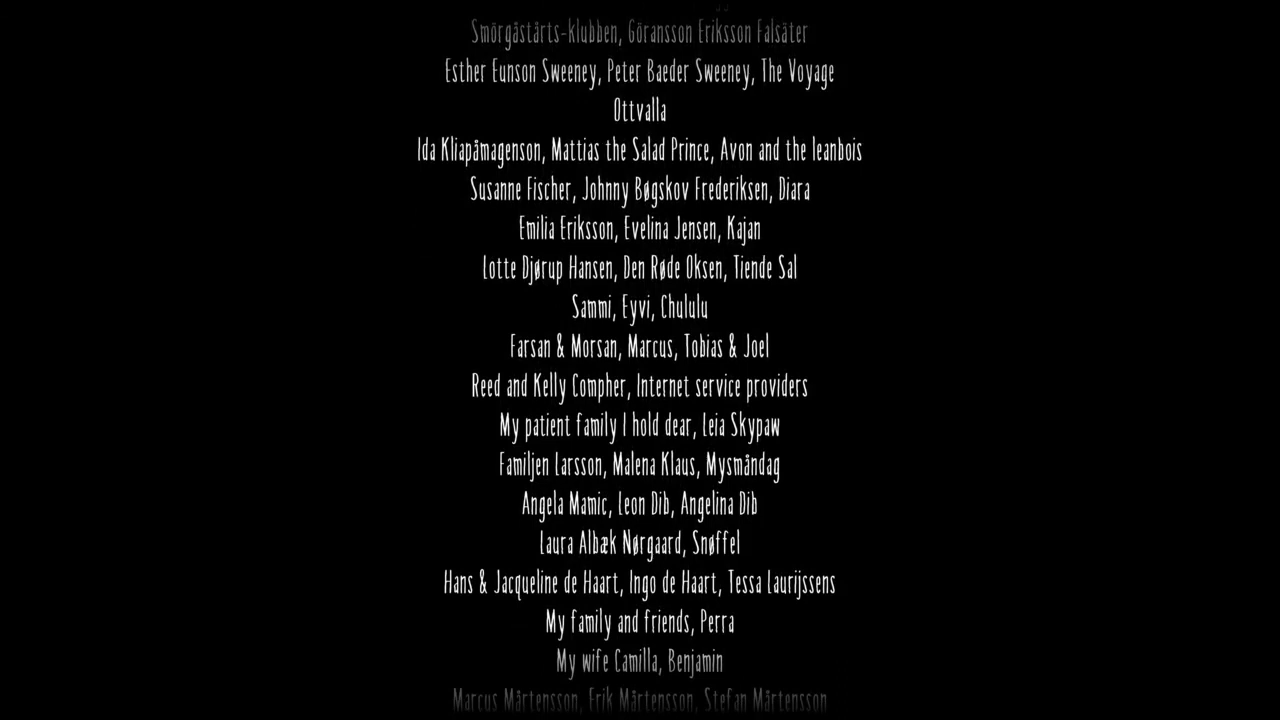 Smörgåstårts-klubben, Göransson Eriksson Falsäter
Esther Eunson Sweeney, Peter Baeder Sweeney, The Voyage
Ottvalla
Ida Kliapåmagenson, Mattias the Salad Prince, Avon and the leanbois
Susanne Fischer, Johnny Bøgskov Frederiksen, Diara
Emilia Eriksson, Evelina Jensen, Kajan
Lotte Djørup Hansen, Den Røde Oksen, Tiende Sal
Sammi, Eyvi, Chululu
Farsan & Morsan, Marcus, Tobias & Joel
Reed and Kelly Compher, Internet service providers
My patient family I hold dear, Leia Skypaw
Familjen Larsson, Malena Klaus, Mysmåndag
Angela Mamic, Leon Dib, Angelina Dib
Laura Albæk Nørgaard, Snøffel
Hans & Jacqueline de Haart, Ingo de Haart, Tessa Laurijssens
My family and friends, Perra
My wife Camilla, Benjamin
Marcus Mårtensson, Erik Mårtensson, Stefan Mårtensson